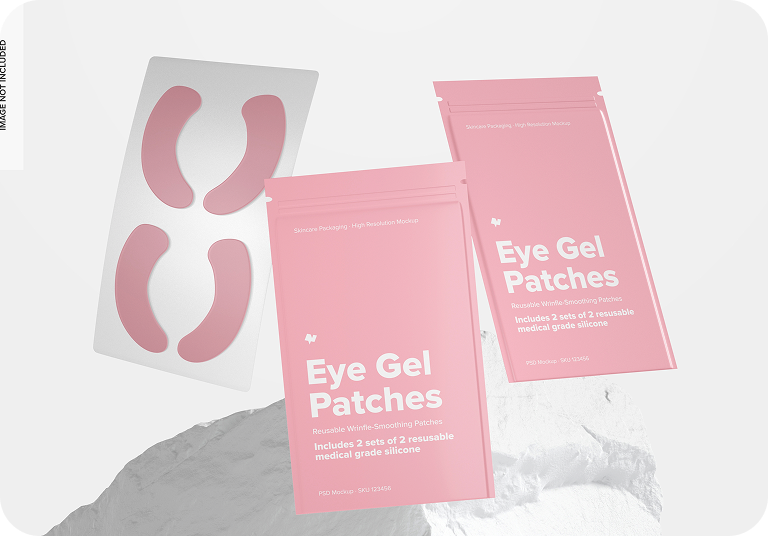 IMAGE NOT INCLUDED
Skincare Packaging · High Resolution Mockup
Eye Gel
Patches
Reusable Wrinfle-Smoothing Patches
Includes 2 sets of 2 resusable
medical grade silicone
PSD Mockup · SKU 123456
Skincare Packaging · High Resolution Mockup
Eye Gel
Patches
Reusable Wrinfle-Smoothing Patches
Includes 2 sets of 2 resusable
medical grade silicone
PSD Mockup · SKU 123456